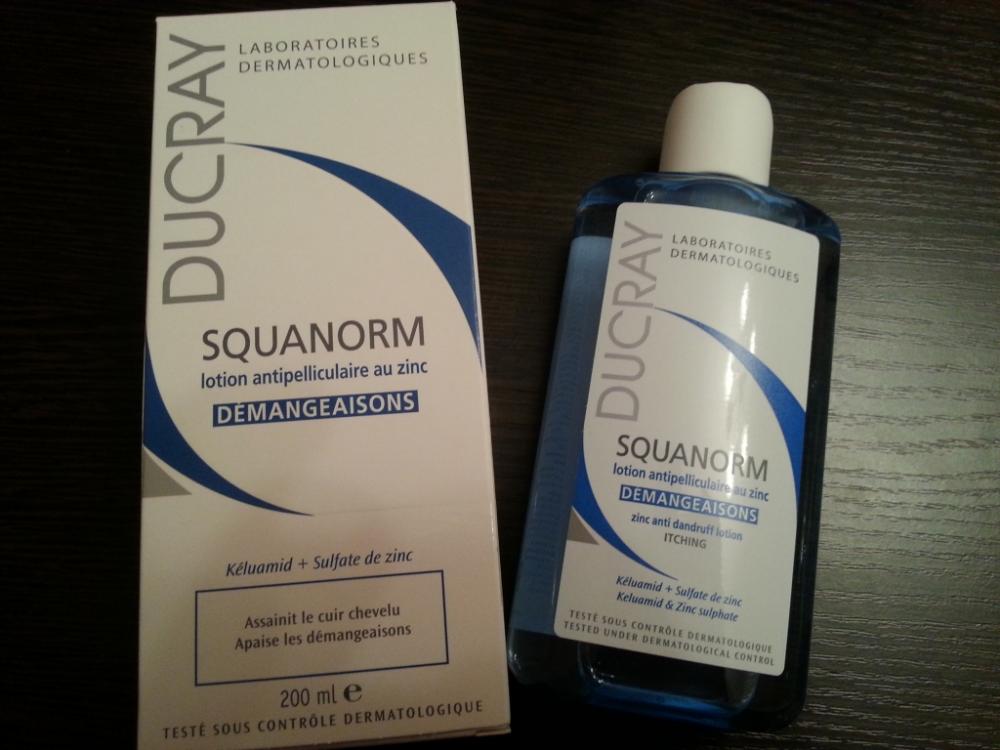 DUCRAY
LABORATOIRES
DERMATOLOGIQUES
SQUANORM
lotion antipelliculaire au zinc
DÉMANGEAISONS
Kéluamid + Sulfate de zinc
Assainit le cuir chevelu
Apaise les démangeaisons
200 ml ℮
TESTÉ SOUS CONTRÔLE DERMATOLOGIQUE
DUCRAY
LABORATOIRES
DERMATOLOGIQUES
SQUANORM
lotion antipelliculaire au zinc
DÉMANGEAISONS
zinc anti dandruff lotion
ITCHING
Kéluamid + Sulfate de zinc
Keluamid & Zinc sulphate
TESTÉ SOUS CONTRÔLE DERMATOLOGIQUE
TESTED UNDER DERMATOLOGICAL CONTROL